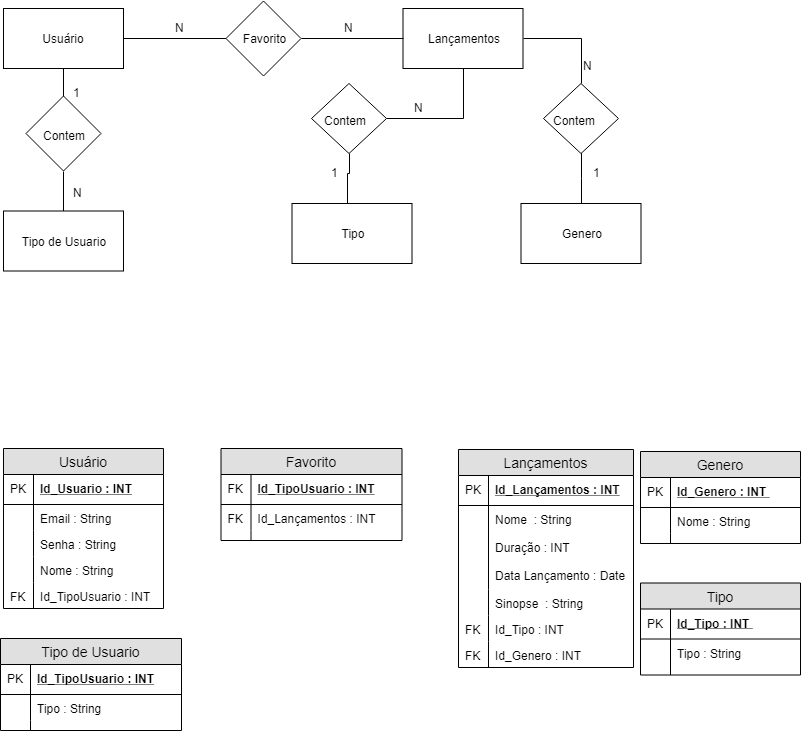 Usuário
N
Favorito
N
Lançamentos
N
1
Contem
Contem
N
Contem
N
1
1
Tipo de Usuario
Tipo
Genero
Usuário
PK Id_Usuario : INT
Email : String
Senha : String
Nome : String
FK Id_TipoUsuario : INT
Favorito
FK Id_TipoUsuario : INT
FK Id_Lançamentos : INT
Lançamentos
PK Id_Lançamentos : INT
Nome : String
Duração : INT
Data Lançamento : Date
Sinopse : String
FK Id_Tipo : INT
FK Id_Genero : INT
Genero
PK Id_Genero : INT
Nome : String
Tipo
PK Id_Tipo : INT
Tipo : String
Tipo de Usuario
PK Id_TipoUsuario : INT
Tipo : String